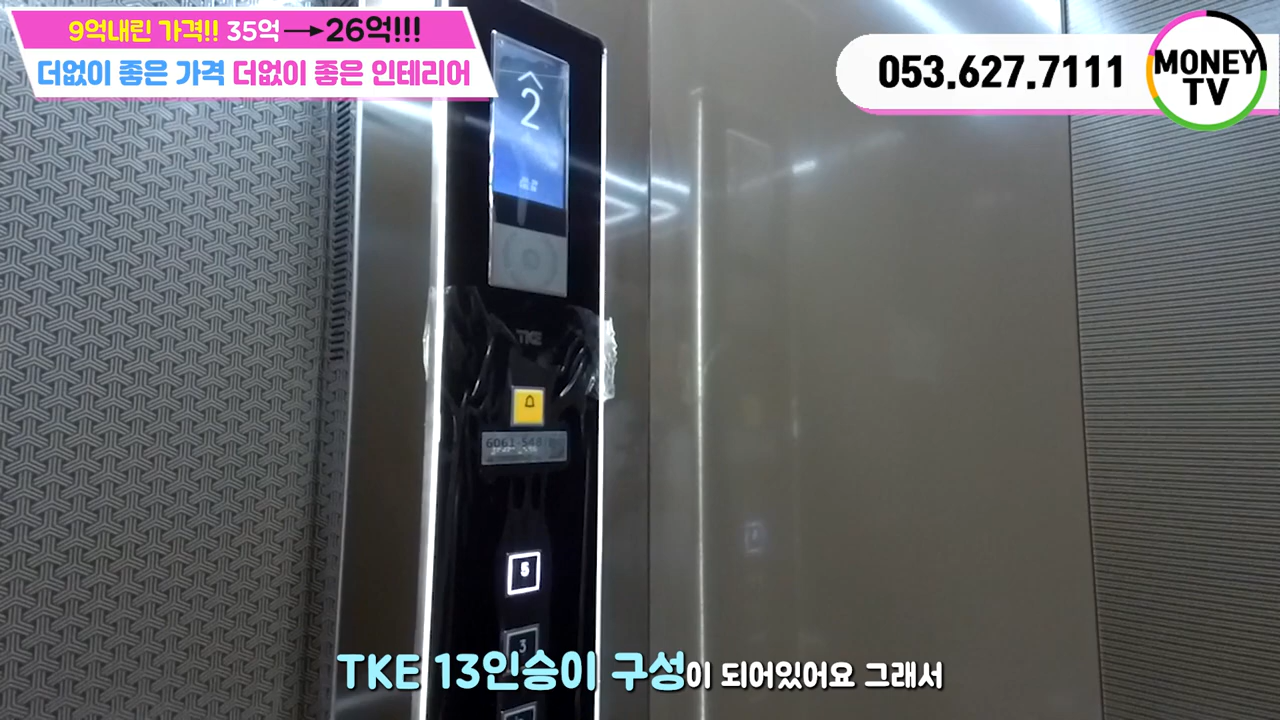 9억내린 가격!! 35억→26억!!!
더없이 좋은 가격 더없이 좋은 인테리어
053.627.7111
MONEY
TV
2
TKE
5
3
TKE 13인승이 구성이 되어있어요 그래서